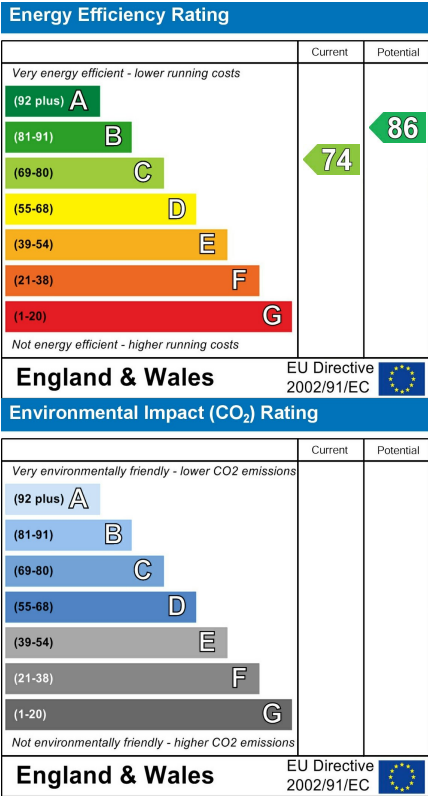 Energy Efficiency Rating
Current Potential
Very energy efficient - lower running costs
(92 plus) A
(81-91) B
86
(69-80) C
74
(55-68) D
(39-54) E
(21-38) F
(1-20) G
Not energy efficient - higher running costs
England & Wales
EU Directive
2002/91/EC
Environmental Impact (CO₂) Rating
Current Potential
Very environmentally friendly - lower CO2 emissions
(92 plus) A
(81-91) B
(69-80) C
(55-68) D
(39-54) E
(21-38) F
(1-20) G
Not environmentally friendly - higher CO2 emissions
England & Wales
EU Directive
2002/91/EC